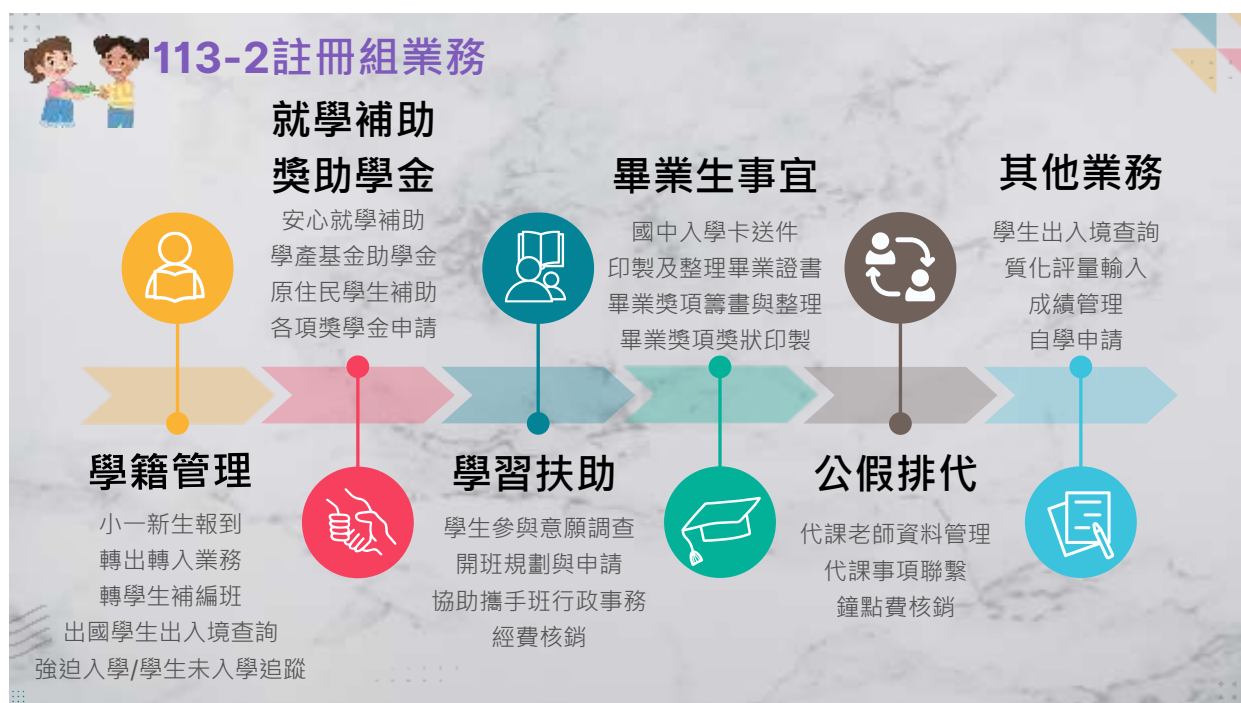 113-2註冊組業務
學籍管理
小一新生報到
轉出轉入業務
轉學生補編班
出國學生出入境查詢
強迫入學/學生未入學追蹤
就學補助
獎助學金
安心就學補助
學產基金助學金
原住民學生補助
各項獎學金申請
學習扶助
學生參與意願調查
開班規劃與申請
協助攜手班行政事務
經費核銷
畢業生事宜
國中入學卡送件
印製及整理畢業證書
畢業獎項籌畫與整理
畢業獎項獎狀印製
公假排代
代課老師資料管理
代課事項聯繫
鐘點費核銷
其他業務
學生出入境查詢
質化評量輸入
成績管理
自學申請